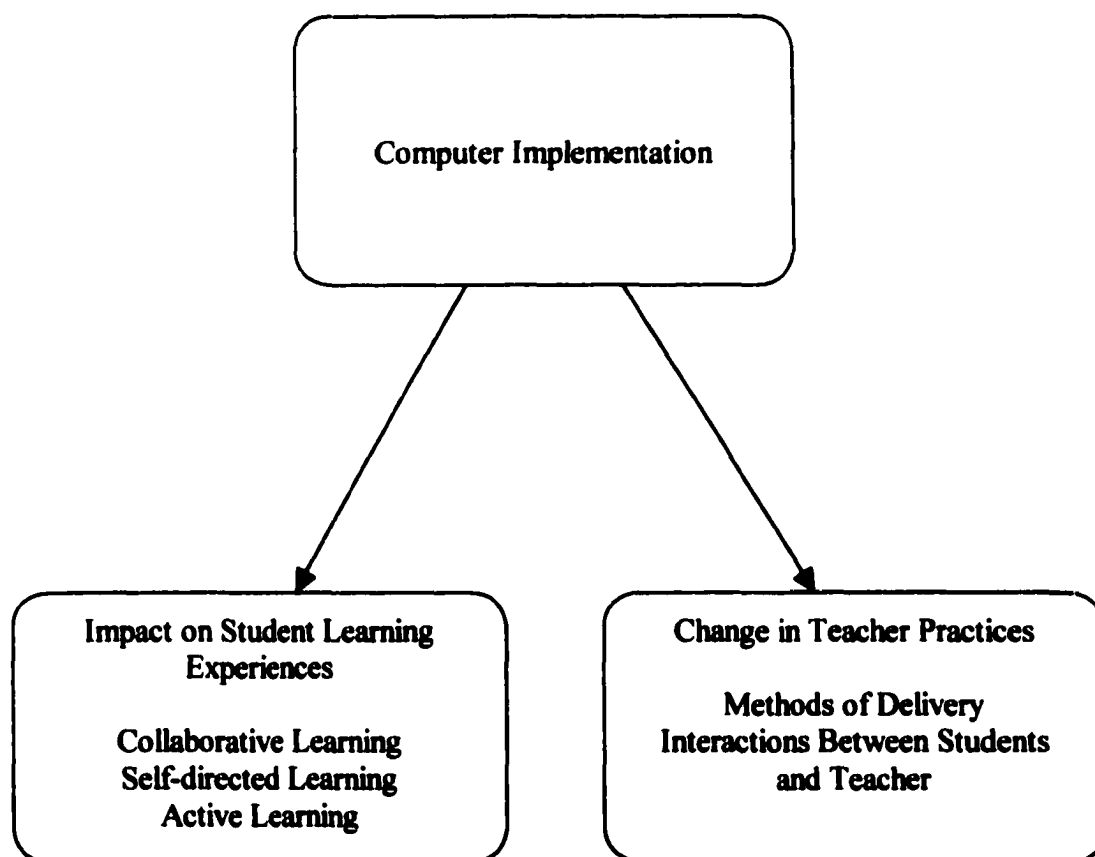 Computer Implementation
Impact on Student Learning
Experiences
Collaborative Learning
Self-directed Learning
Active Learning
Change in Teacher Practices
Methods of Delivery
Interactions Between Students
and Teacher